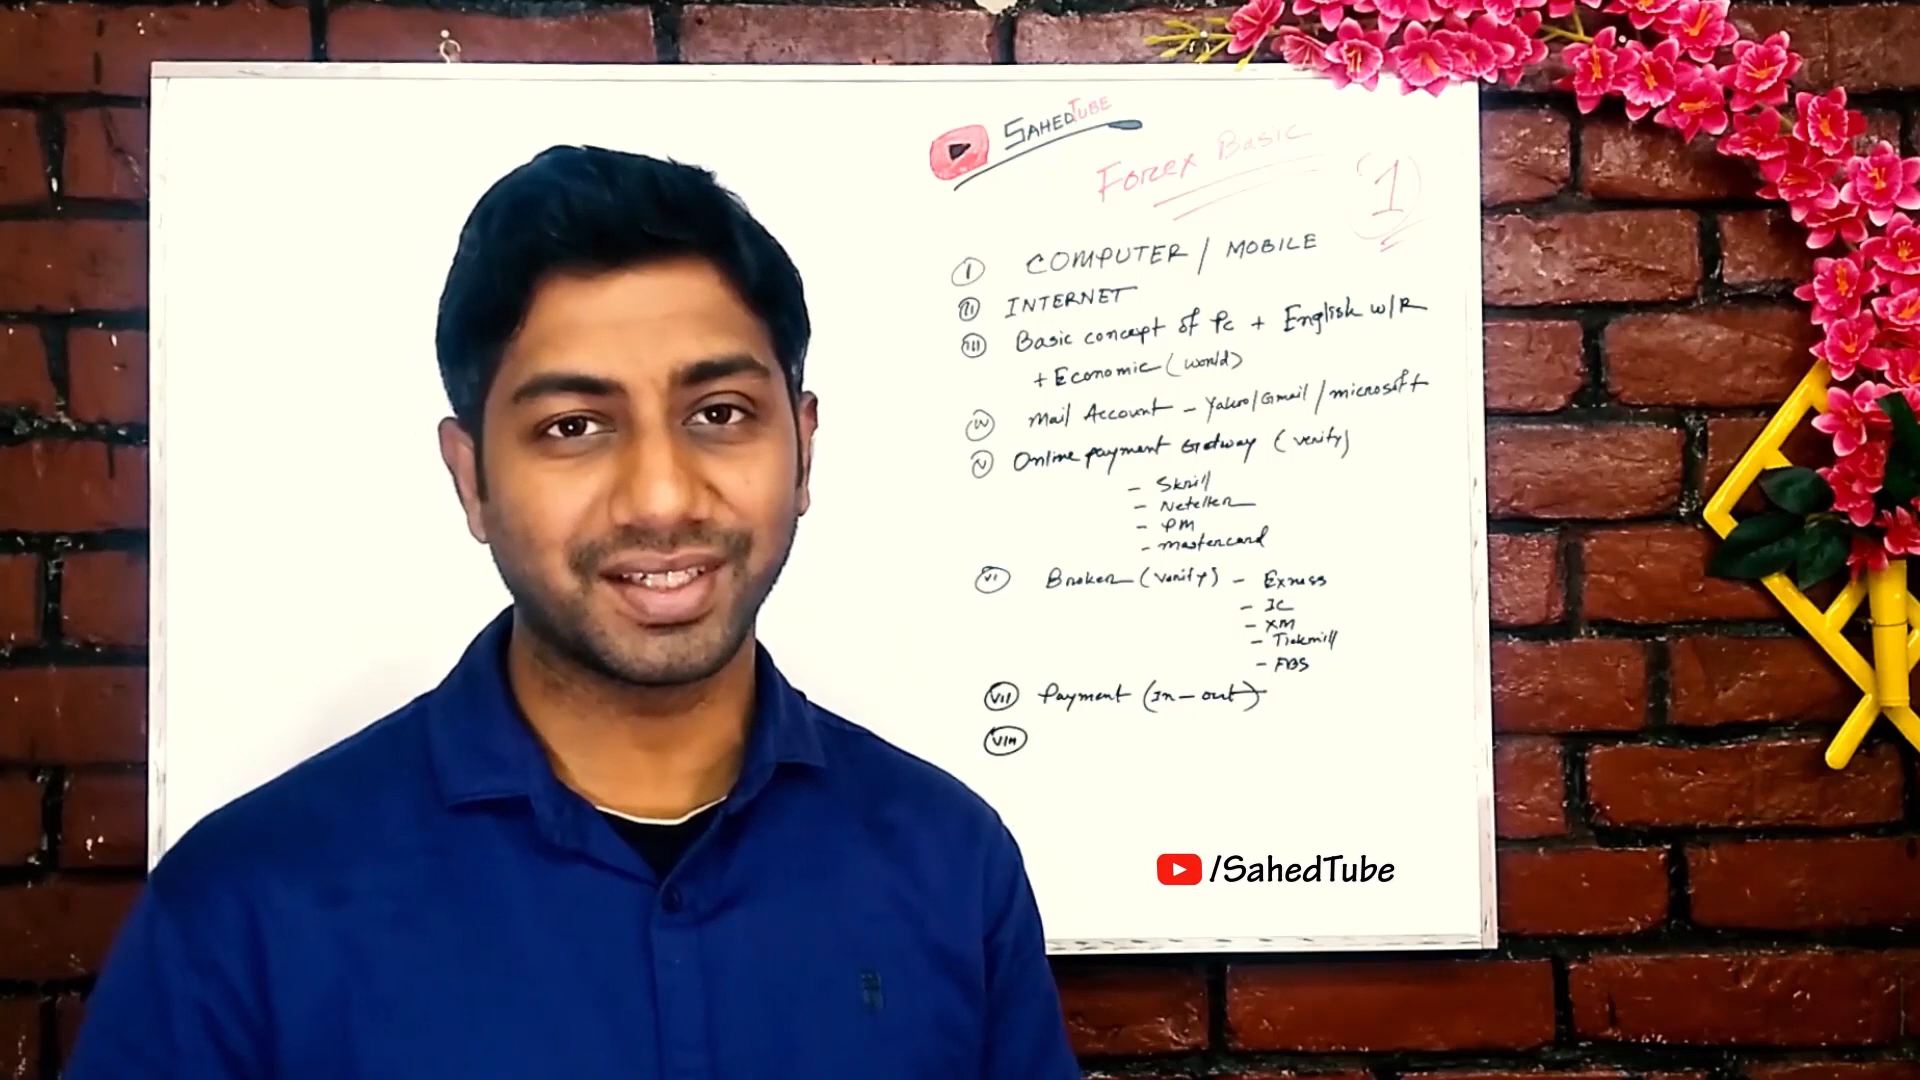 SAHEDTUBE
Forex Basic
1
I COMPUTER / MOBILE
II INTERNET
III Basic concept of Pc + English W/R
+ Economic (world)
IV Mail Account - Yahoo/Gmail/microsoft
V Online payment Gatway (verify)
- Skrill
- Neteller
- PM
- mastercard
VI Broker (verify) - Exness
- IC
- XM
- Tickmill
- FBS
VII Payment (In-out)
VIII
/SahedTube